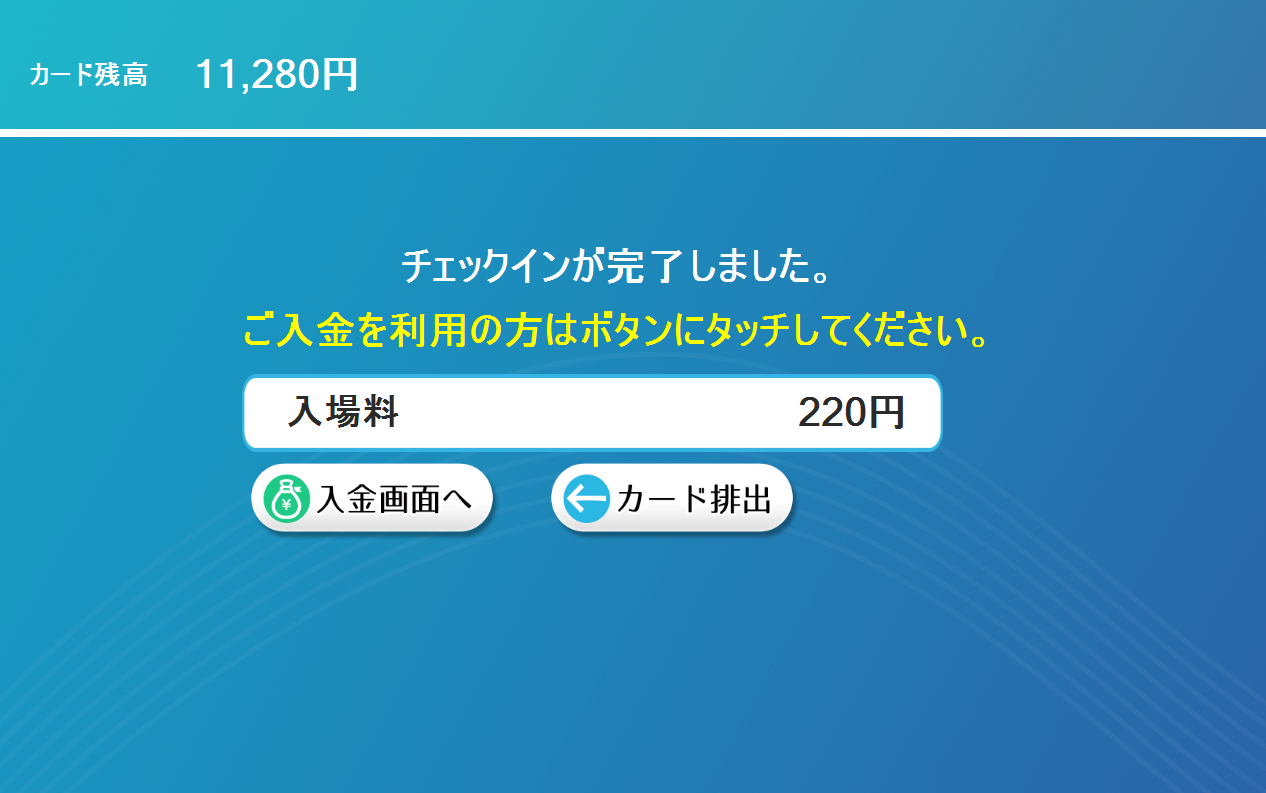 カード残高 11,280円
チェックインが完了しました。
ご入金を利用の方はボタンにタッチしてください。
入場料 220円
入金画面へ カード排出